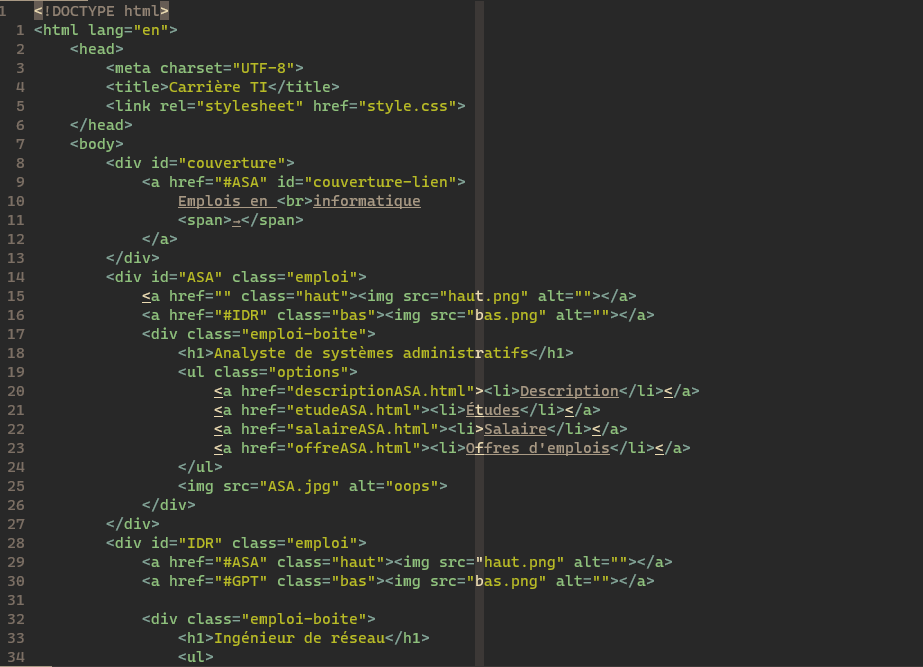 1 <!DOCTYPE html>
1 <html lang="en">
2 <head>
3 <meta charset="UTF-8">
4 <title>Carrière TI</title>
5 <link rel="stylesheet" href="style.css">
6 </head>
7 <body>
8 <div id="couverture">
9 <a href="#ASA" id="couverture-lien">
10 Emplois en <br>informatique
11 <span>→</span>
12 </a>
13 </div>
14 <div id="ASA" class="emploi">
15 <a href="" class="haut"><img src="haut.png" alt=""></a>
16 <a href="#IDR" class="bas"><img src="bas.png" alt=""></a>
17 <div class="emploi-boite">
18 <h1>Analyste de systèmes administratifs</h1>
19 <ul class="options">
20 <a href="descriptionASA.html"><li>Description</li></a>
21 <a href="etudeASA.html"><li>Études</li></a>
22 <a href="salaireASA.html"><li>Salaire</li></a>
23 <a href="offreASA.html"><li>Offres d'emplois</li></a>
24 </ul>
25 <img src="ASA.jpg" alt="oops">
26 </div>
27 </div>
28 <div id="IDR" class="emploi">
29 <a href="#ASA" class="haut"><img src="haut.png" alt=""></a>
30 <a href="#GPT" class="bas"><img src="bas.png" alt=""></a>
31
32 <div class="emploi-boite">
33 <h1>Ingénieur de réseau</h1>
34 <ul>